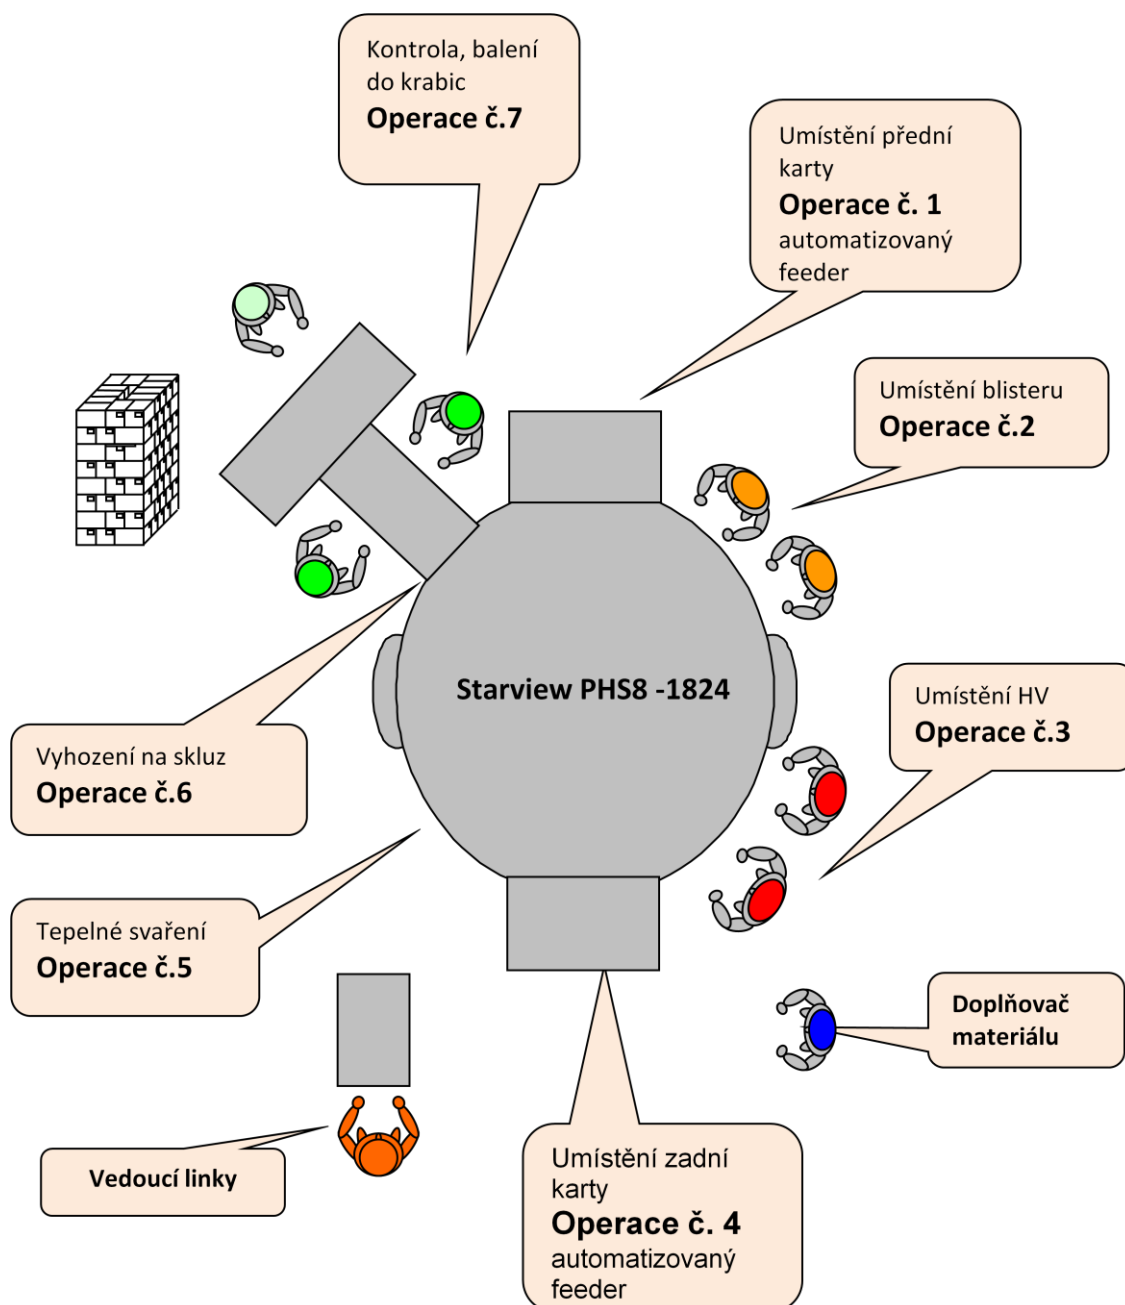 Kontrola, balení
do krabic
Operace č.7
Umístění přední
karty
Operace č. 1
automatizovaný
feeder
Umístění blisteru
Operace č.2
Starview PHS8 -1824
Umístění HV
Operace č.3
Vyhození na skluz
Operace č.6
Tepelné svaření
Operace č.5
Doplňovač
materiálu
Vedoucí linky
Umístění zadní
karty
Operace č. 4
automatizovaný
feeder